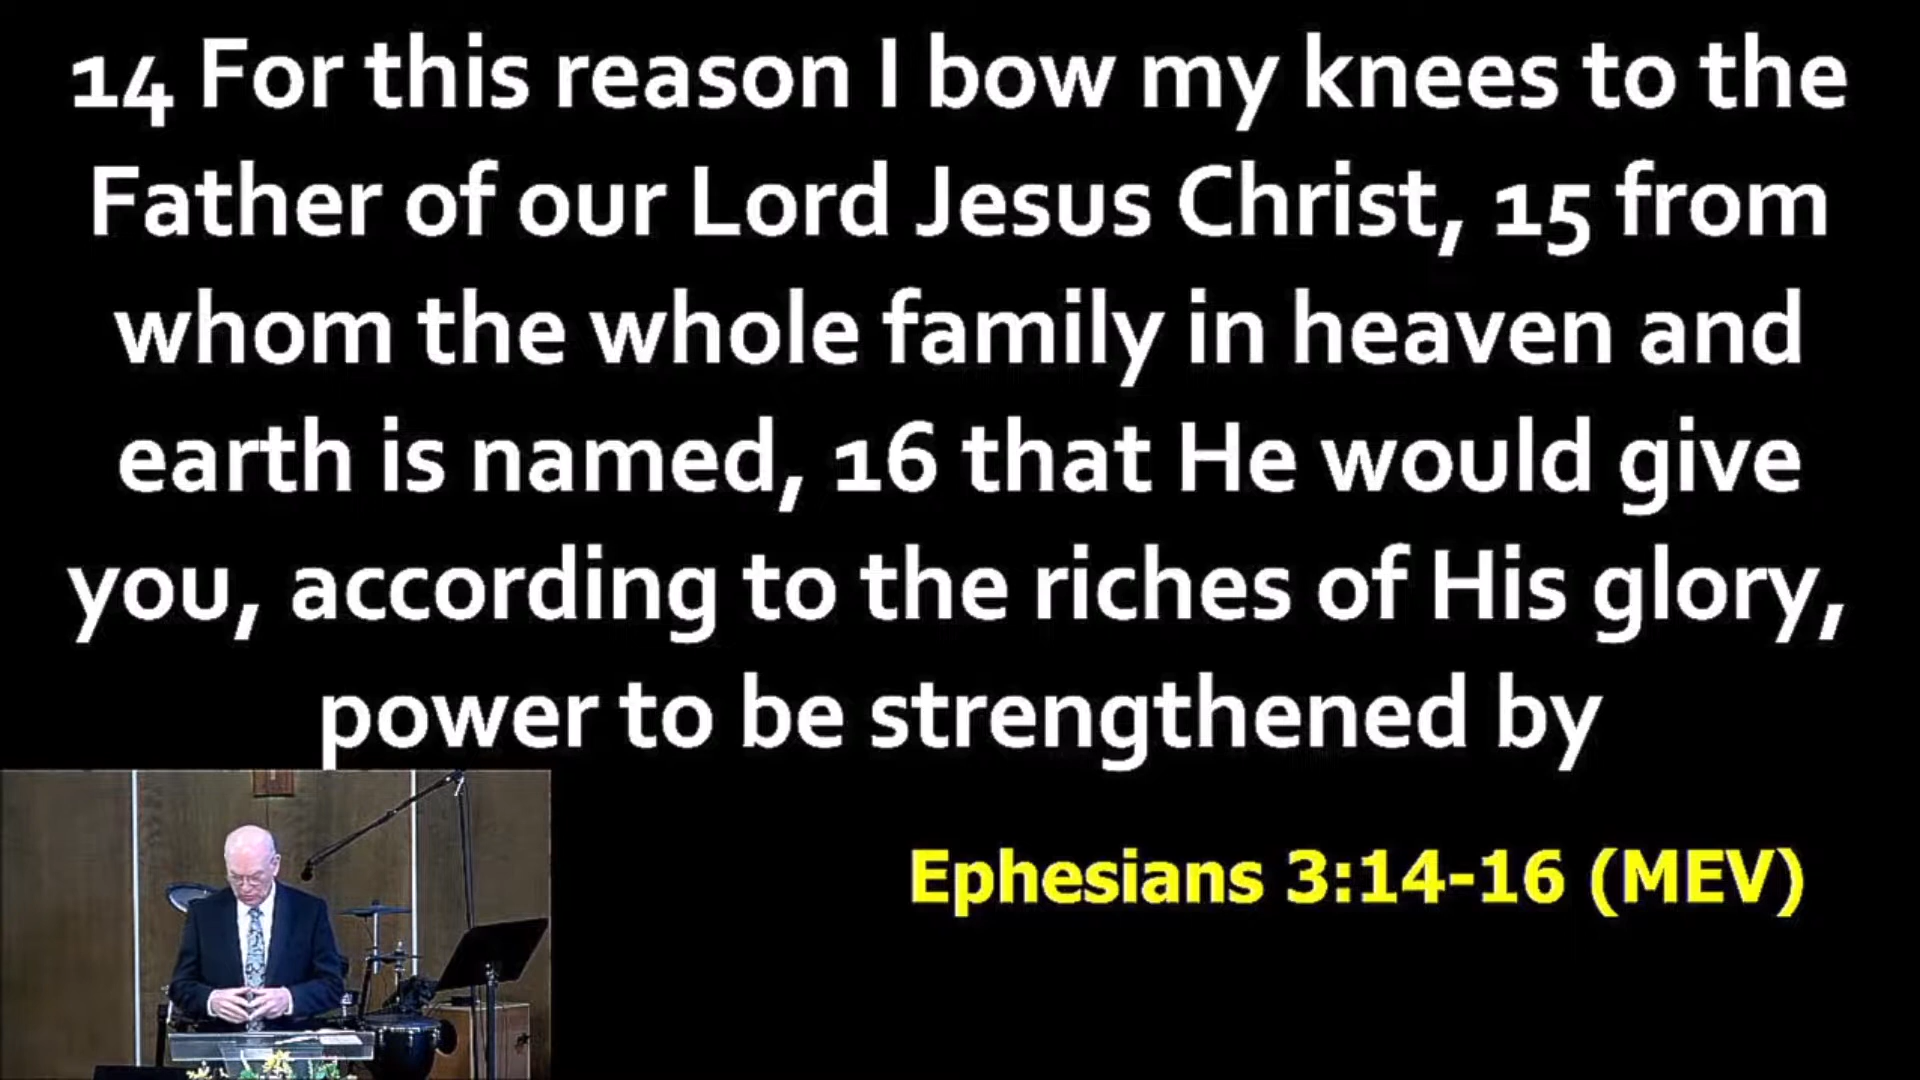 14 For this reason I bow my knees to the
Father of our Lord Jesus Christ, 15 from
whom the whole family in heaven and
earth is named, 16 that He would give
you, according to the riches of His glory,
power to be strengthened by
Ephesians 3:14-16 (MEV)